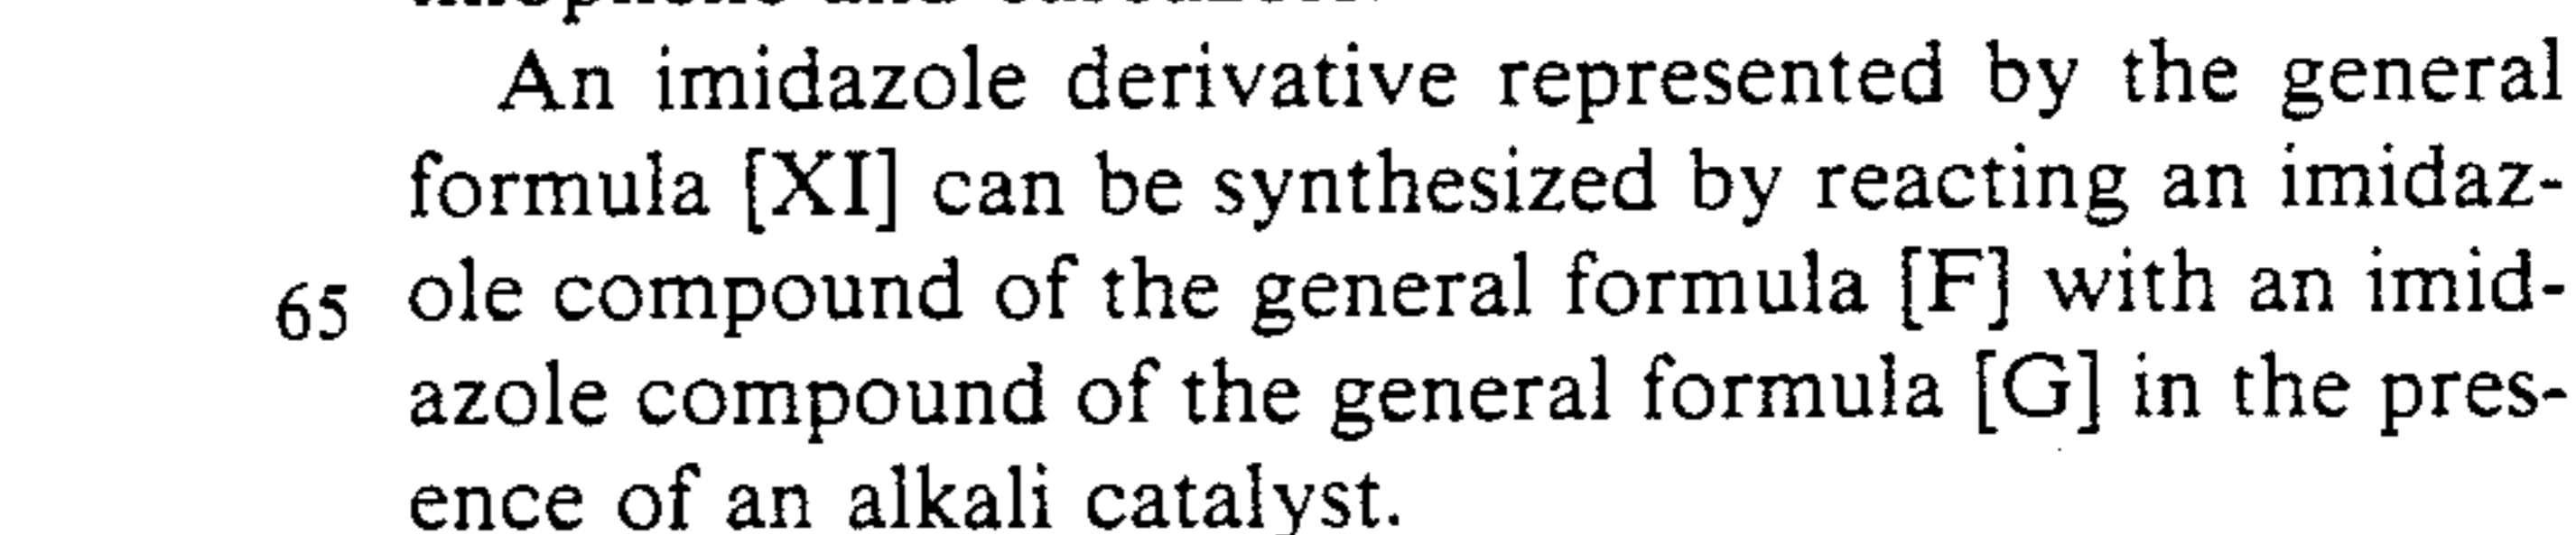 An imidazole derivative represented by the general
formula [XI] can be synthesized by reacting an imidaz-
65 ole compound of the general formula [F] with an imid-
azole compound of the general formula [G] in the pres-
ence of an alkali catalyst.